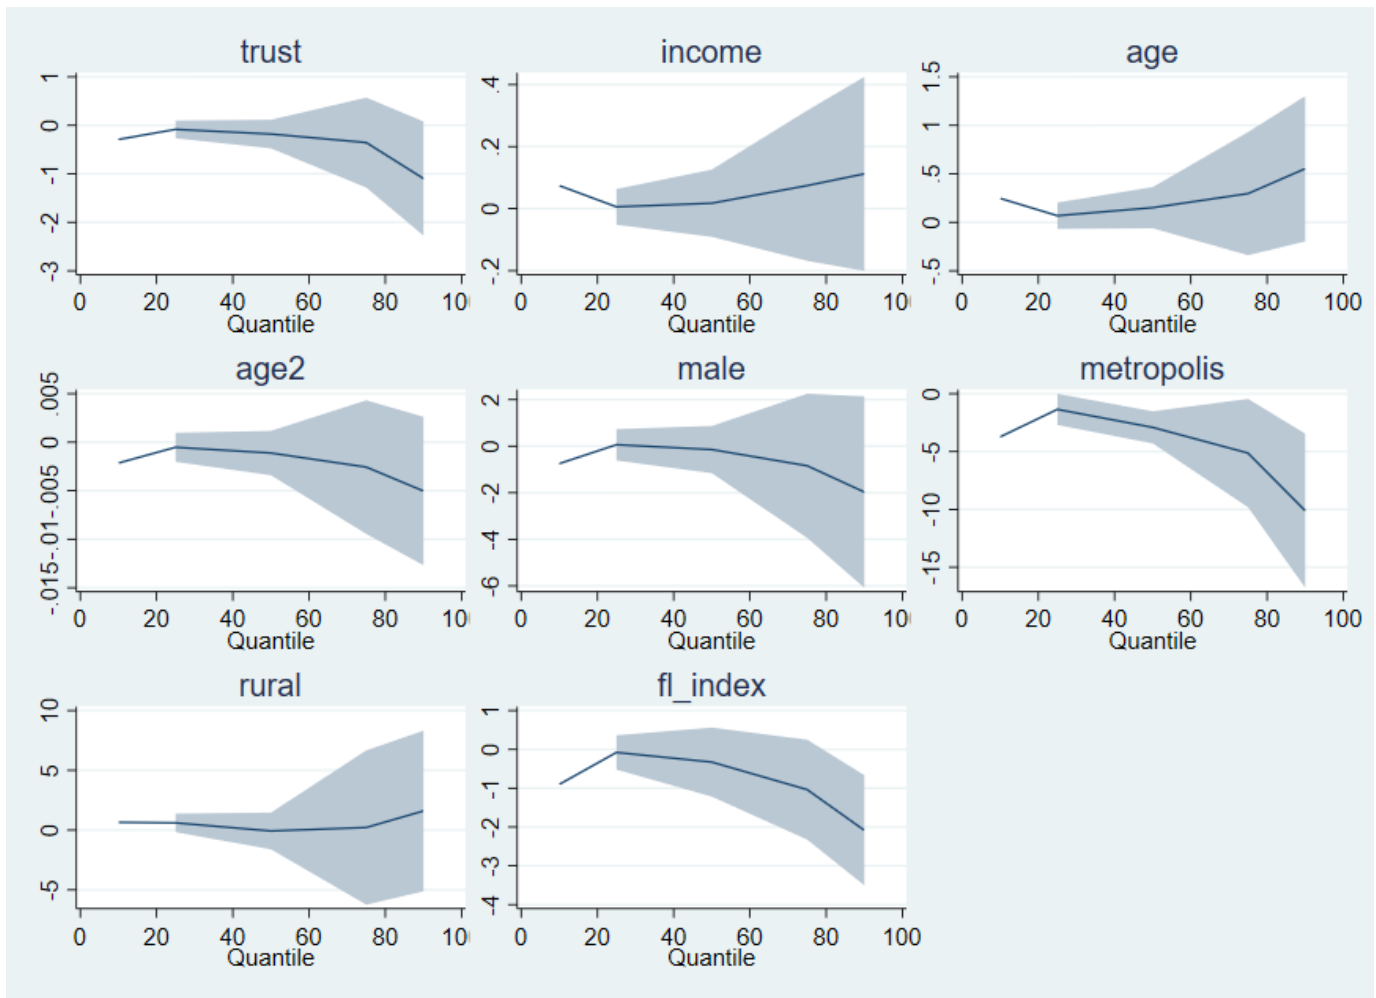 trust income age
1 0 -1 -2 -3
.4 .2 0 -.2
1.5 1 .5 0 -.5
0 20 40 60 80 10
0 20 40 60 80 10
0 20 40 60 80 100
Quantile Quantile Quantile
age2 male metropolis
.005 0 -.005 -.01 -.015
2 0 -2 -4 -6
0 -5 -10 -15
0 20 40 60 80 10
0 20 40 60 80 10
0 20 40 60 80 100
Quantile Quantile Quantile
rural fl_index
10 5 0 -5
1 0 -1 -2 -3 -4
0 20 40 60 80 10
0 20 40 60 80 100
Quantile Quantile